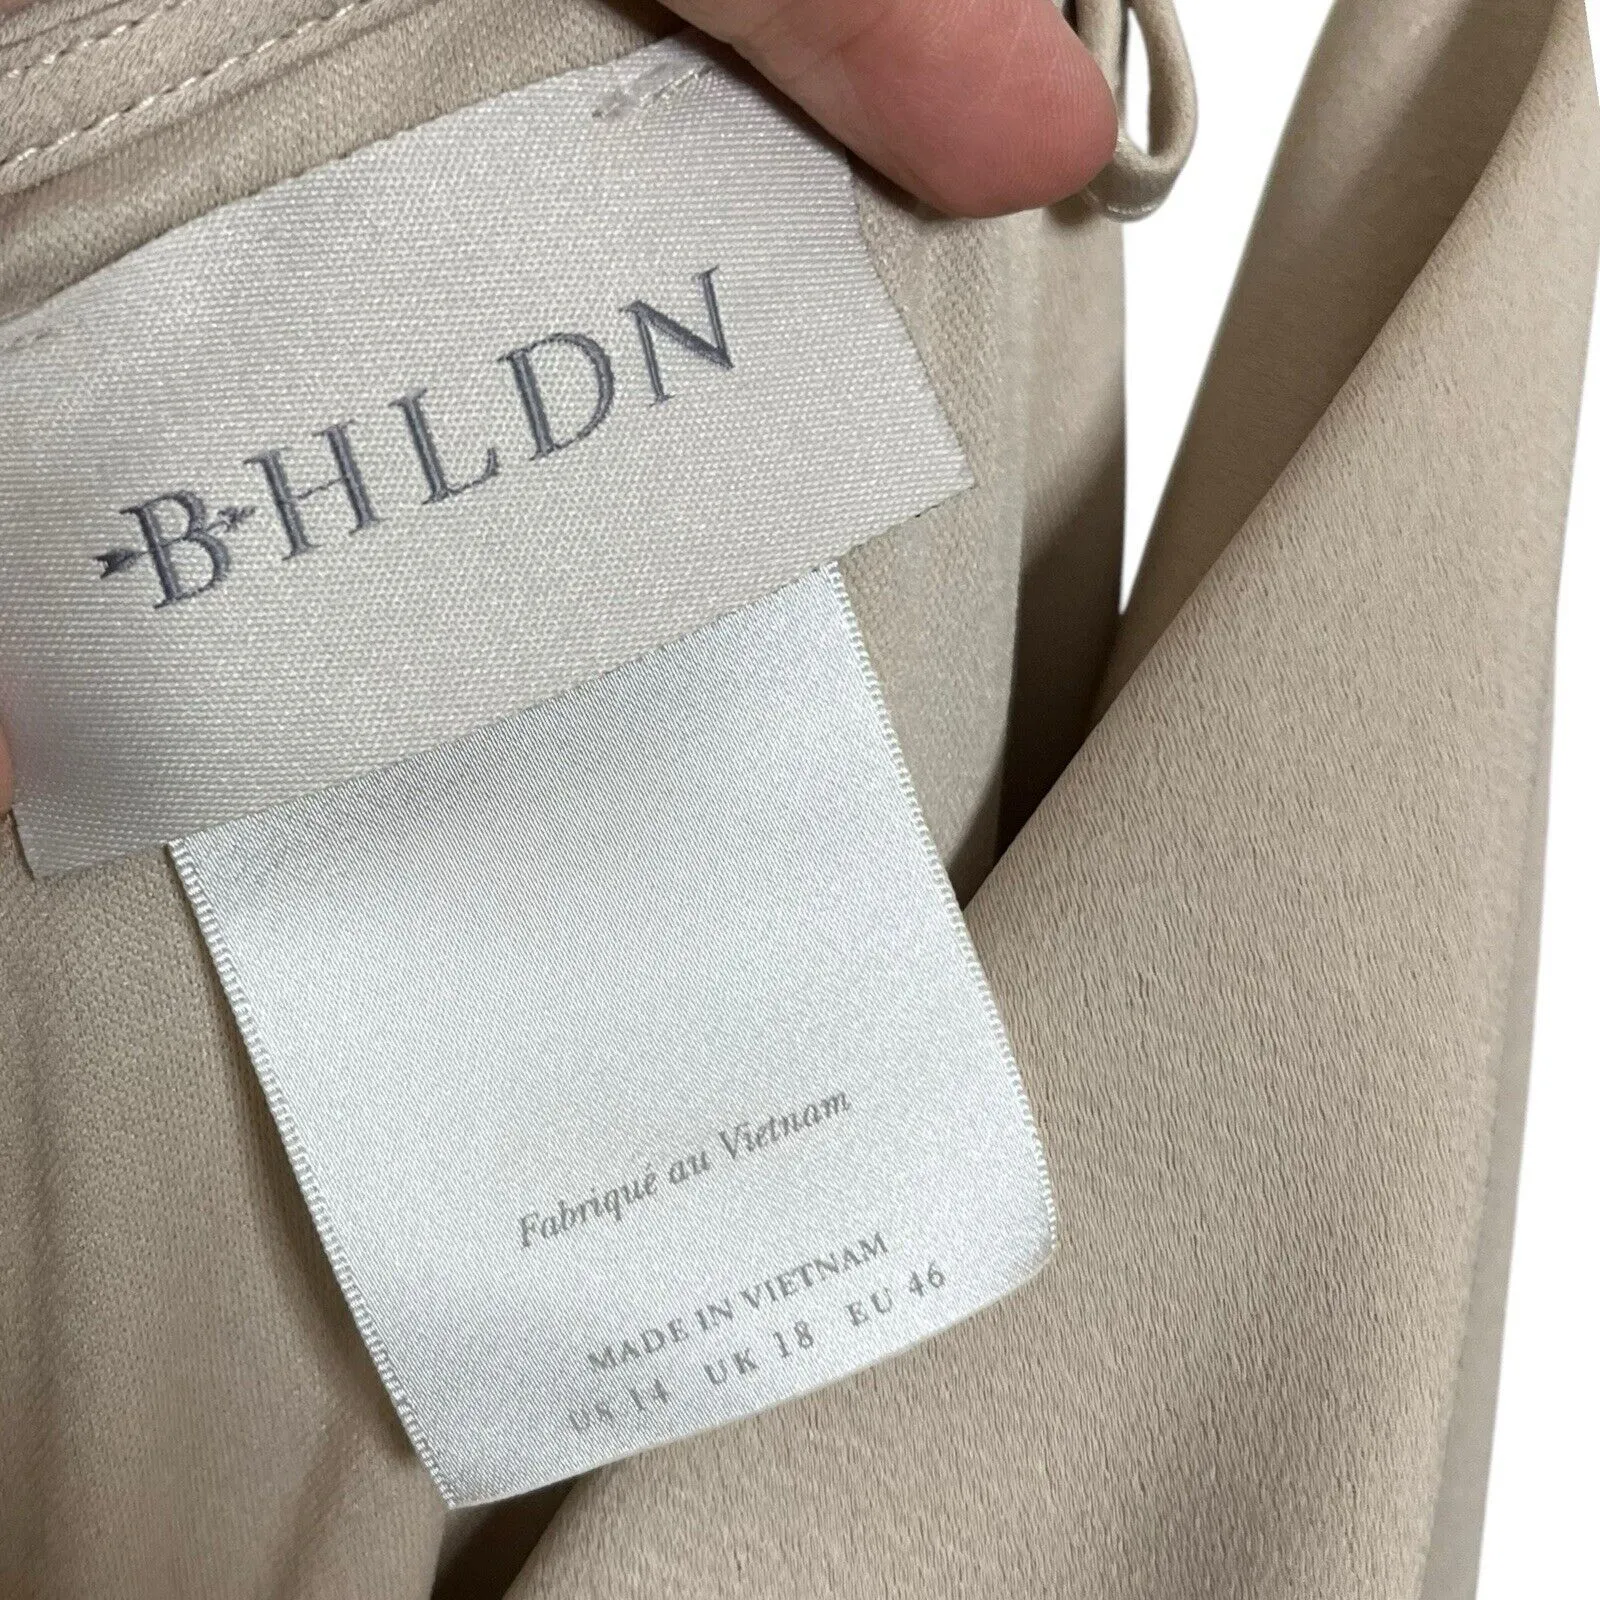 BHLDN
Fabriqué au Vietnam
MADE IN VIETNAM
US 14 UK 18 EU 46